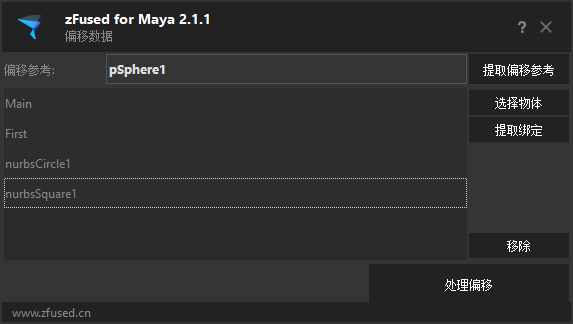 zFused for Maya 2.1.1
偏移数据
? ×
偏移参考: pSphere1 提取偏移参考
Main 选择物体
First 提取绑定
nurbsCircle1
nurbsSquare1
移除
处理偏移
www.zfused.cn